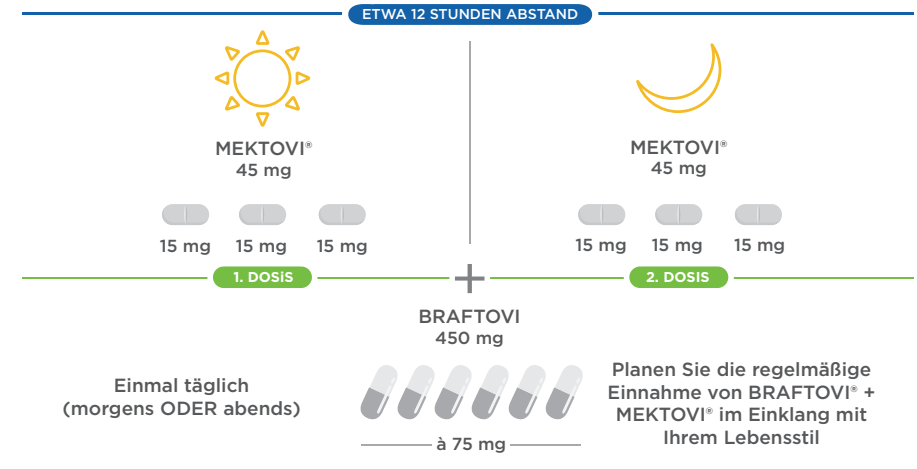 ETWA 12 STUNDEN ABSTAND
MEKTOVI®
45 mg
15 mg 15 mg 15 mg
1. DOSiS
MEKTOVI®
45 mg
15 mg 15 mg 15 mg
2. DOSIS
+
BRAFTOVI
450 mg
Einmal täglich
(morgens ODER abends)
à 75 mg
Planen Sie die regelmäßige
Einnahme von BRAFTOVI® +
MEKTOVI® im Einklang mit
Ihrem Lebensstil